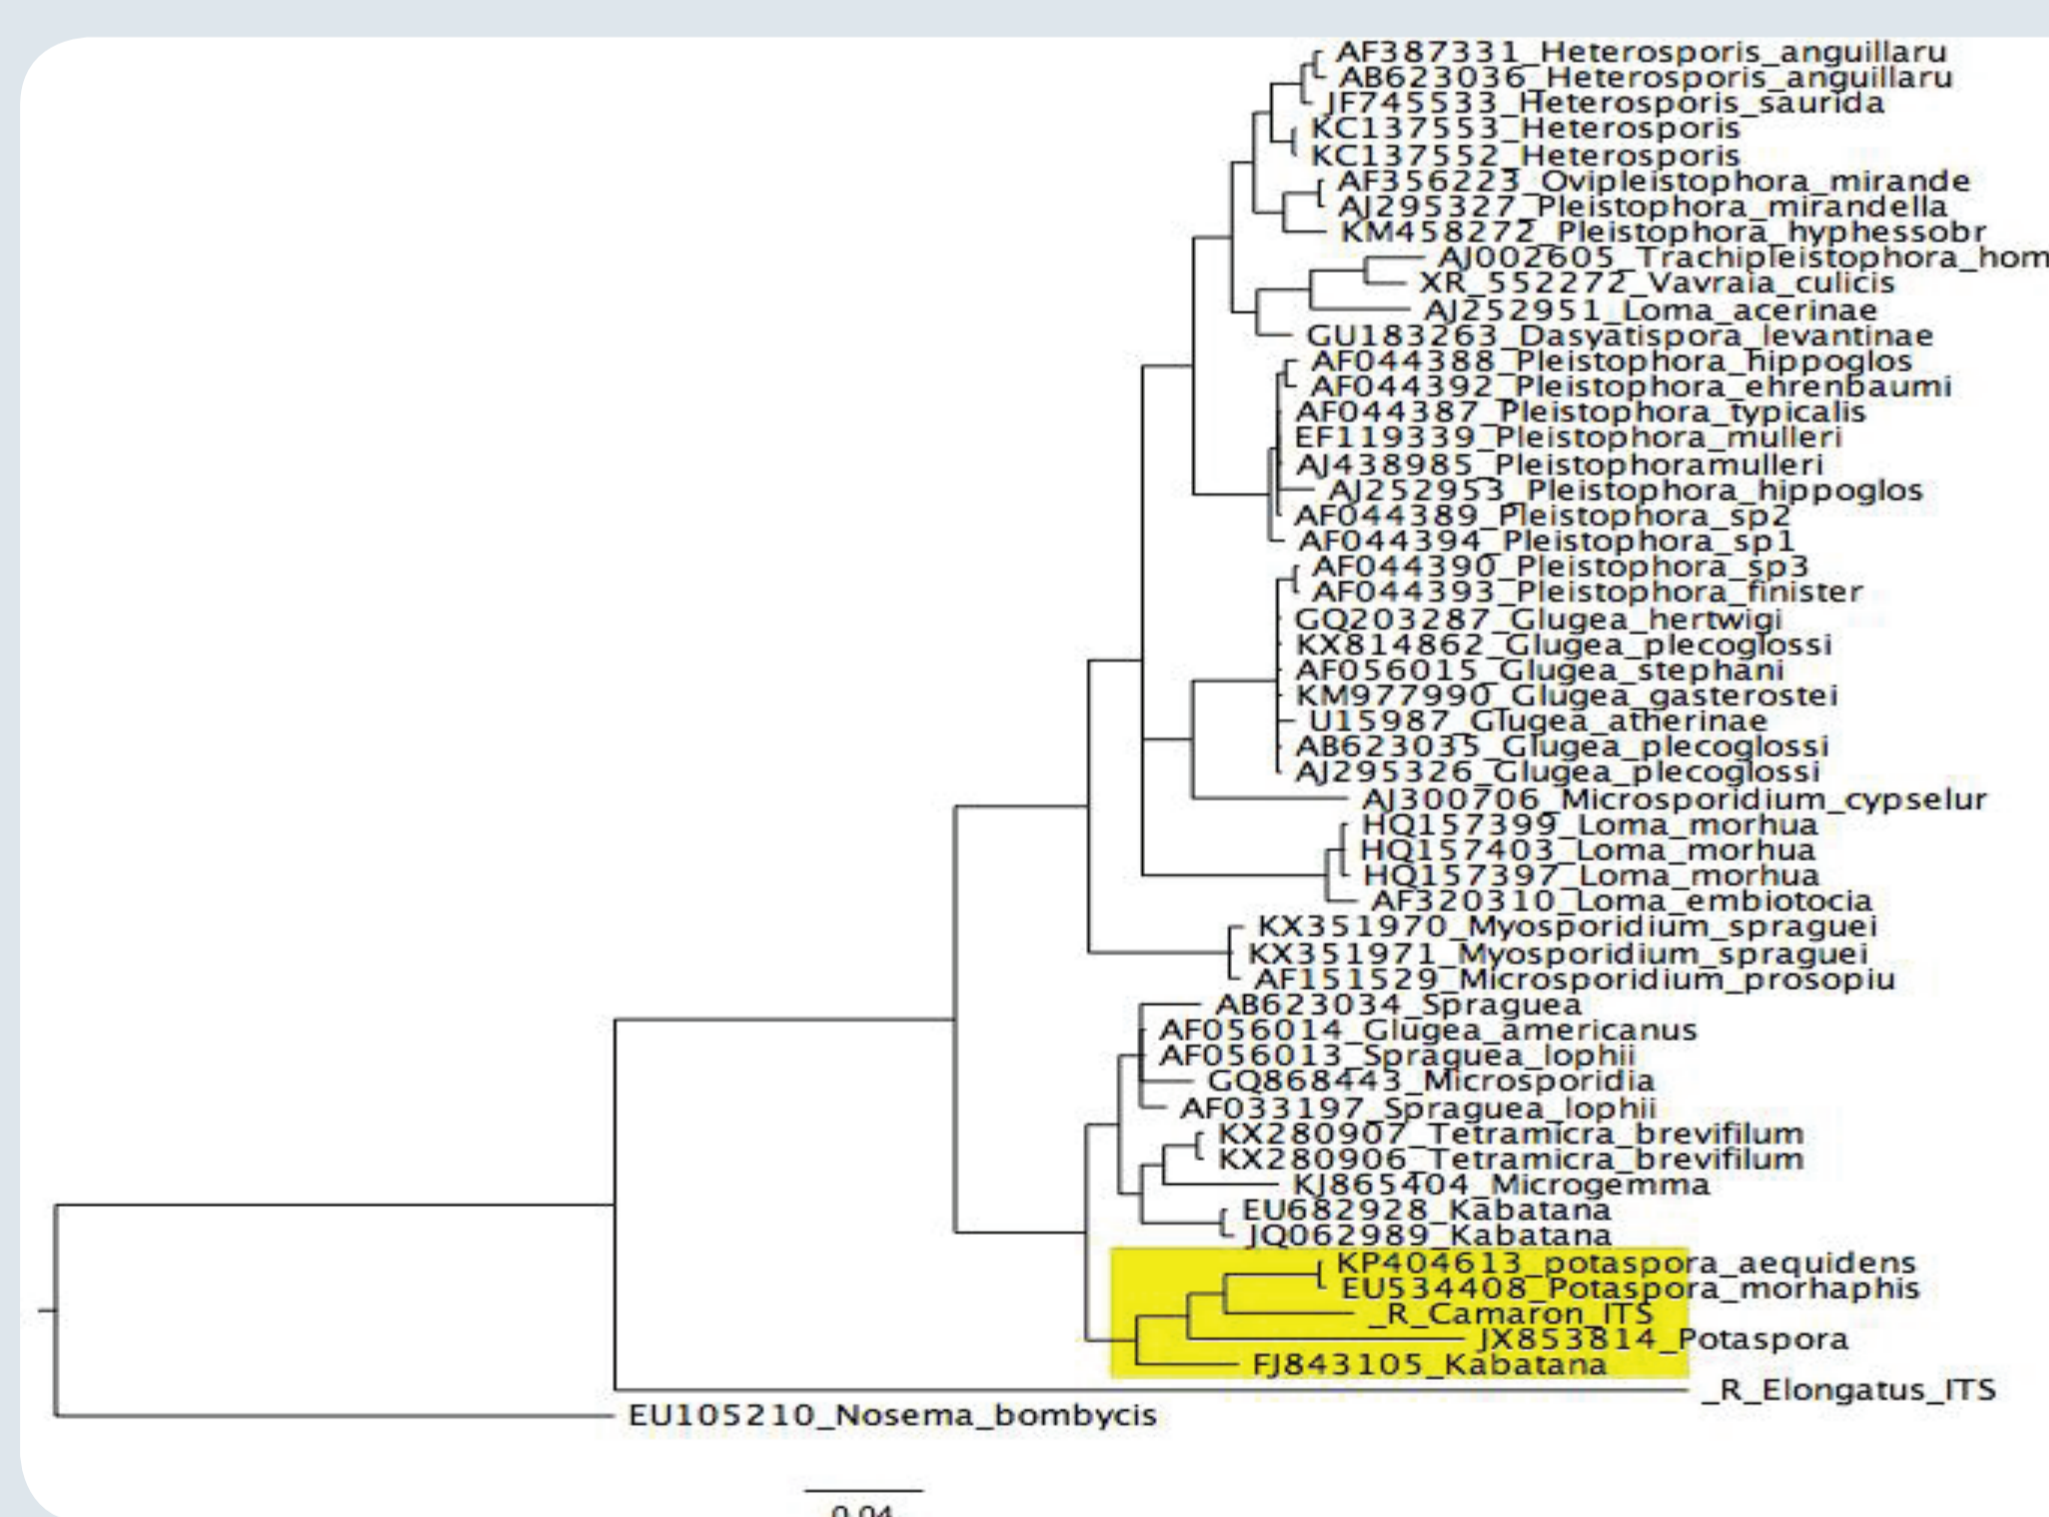 AF387331_Heterosporis_anguillaru
AB623036_Heterosporis_anguillaru
JF745533_Heterosporis_saurida
KC137553_Heterosporis
KC137552_Heterosporis
AF356223_Ovipleistophora_mirande
AJ295327_Pleistophora_mirandella
KM458272_Pleistophora_hyphessobr
AJ002605_Trachipleistophora_hom
XR_552272_Vavraia_culicis
AJ252951_Loma_acerinae
GU183263_Dasyatispora_levantinae
AF044388_Pleistophora_hippoglos
AF044392_Pleistophora_ehrenbaumi
AF044387_Pleistophora_typicalis
EF119339_Pleistophora_mulleri
AJ438985_Pleistophoramulleri
AJ252953_Pleistophora_hippoglos
AF044389_Pleistophora_sp2
AF044394_Pleistophora_sp1
AF044390_Pleistophora_sp3
AF044393_Pleistophora_finister
GQ203287_Glugea_hertwigi
KX814862_Glugea_plecoglossi
AF056015_Glugea_stephani
KM977990_Glugea_gasterostei
U15987_Glugea_atherinae
AB623035_Glugea_plecoglossi
AJ295326_Glugea_plecoglossi
AJ300706_Microsporidium_cypselur
HQ157399_Loma_morhua
HQ157403_Loma_morhua
HQ157397_Loma_morhua
AF320310_Loma_embiotocia
KX351970_Myosporidium_spraguei
KX351971_Myosporidium_spraguei
AF151529_Microsporidium_prosopiu
AB623034_Spraguea
AF056014_Glugea_americanus
AF056013_Spraguea_lophii
GQ868443_Microsporidia
AF033197_Spraguea_lophii
KX280907_Tetramicra_brevifilum
KX280906_Tetramicra_brevifilum
KJ865404_Microgemma
EU682928_Kabatana
JQ062989_Kabatana
KP404613_potaspora_aequidens
EU534408_Potaspora_morhaphis
_R_Camaron_ITS
JX853814_Potaspora
FJ843105_Kabatana
_R_Elongatus_ITS
EU105210_Nosema_bombycis
0.04